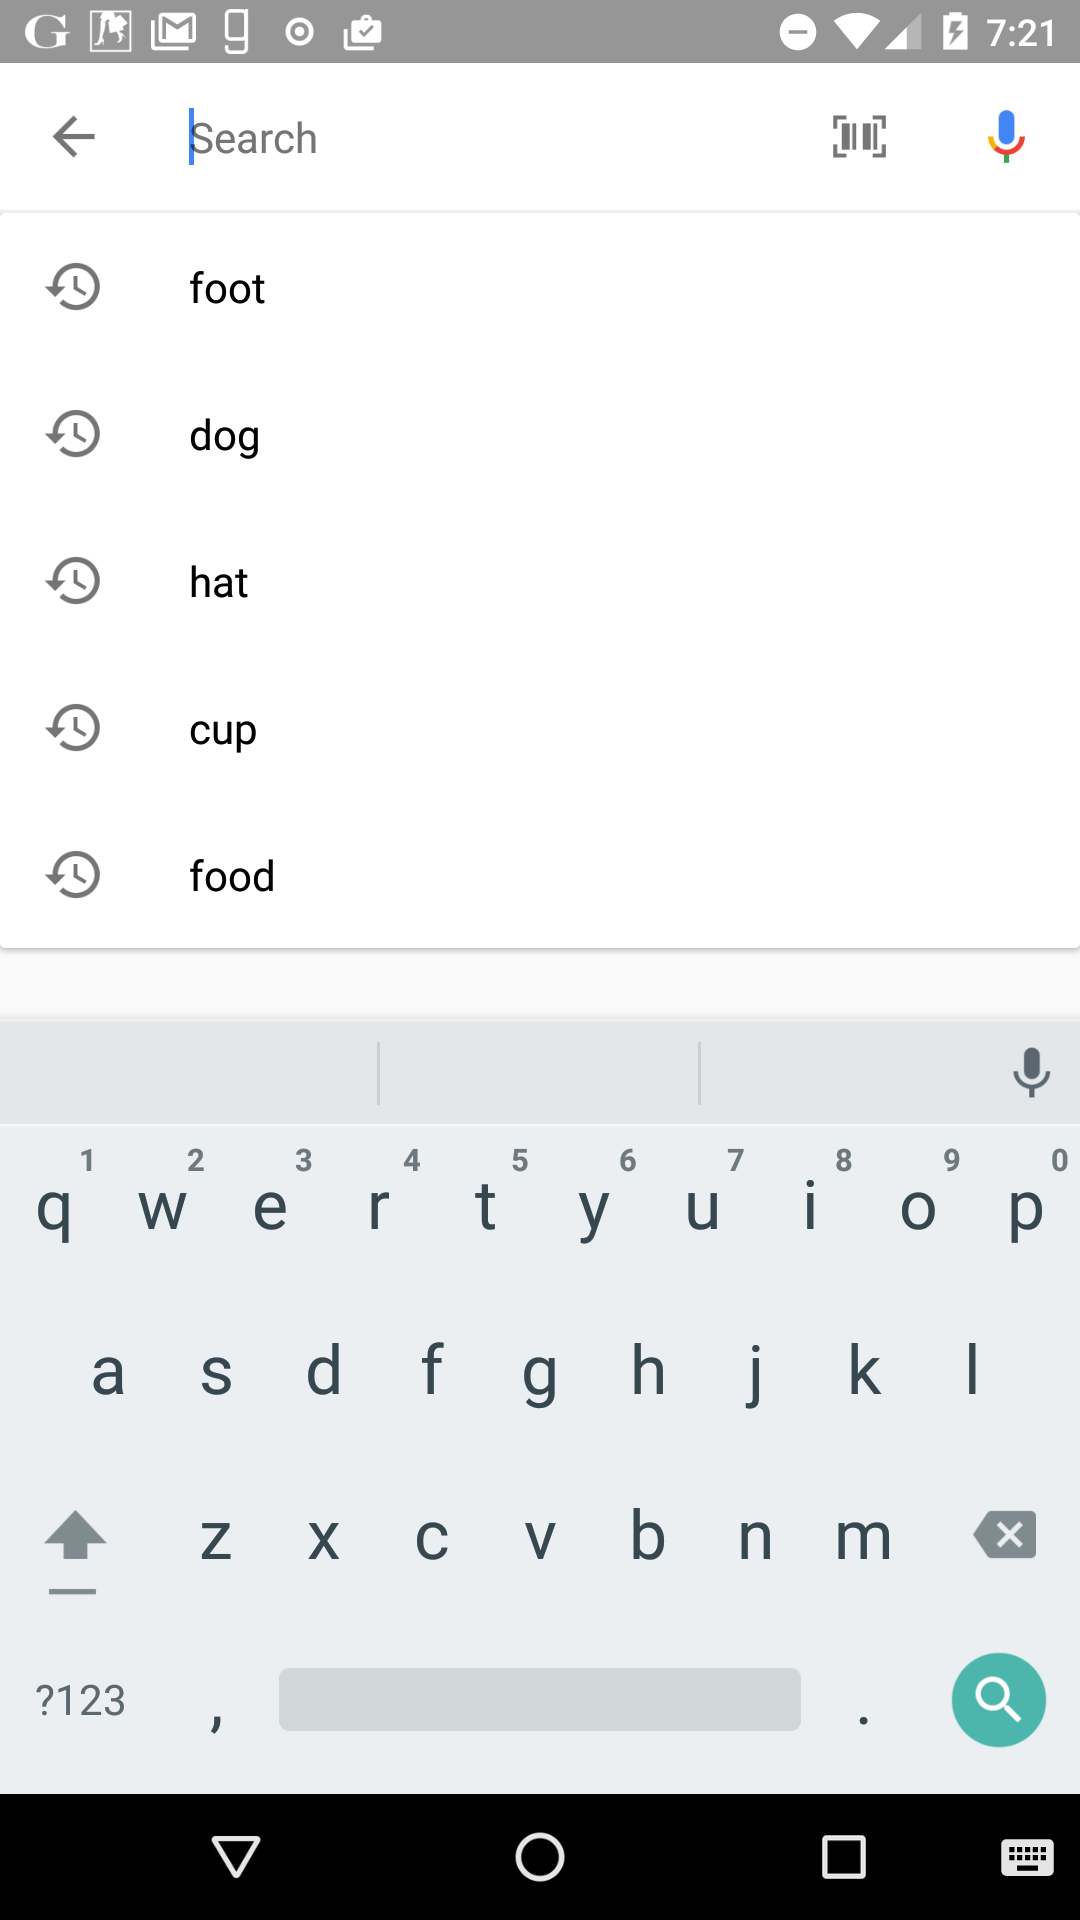 G g 7:21
Search
foot
dog
hat
cup
food
1 2 3 4 5 6 7 8 9 0
q w e r t y u i o p
a s d f g h j k l
z x c v b n m
?123 , .